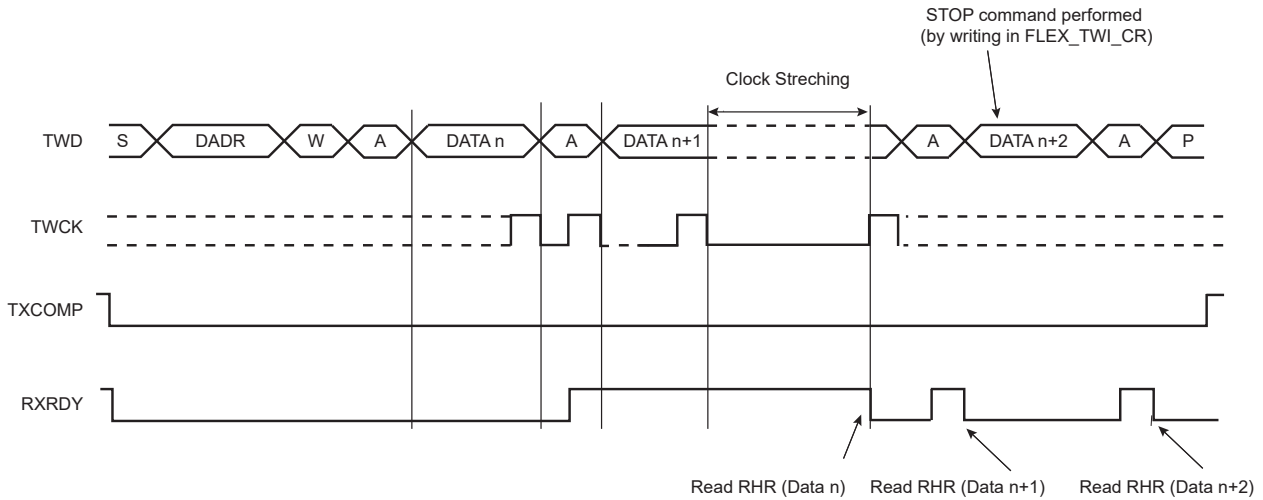 STOP command performed
(by writing in FLEX_TWI_CR)
Clock Streching
TWD S DADR W A DATA n A DATA n+1 A DATA n+2 A P
TWCK
TXCOMP
RXRDY
Read RHR (Data n) Read RHR (Data n+1) Read RHR (Data n+2)